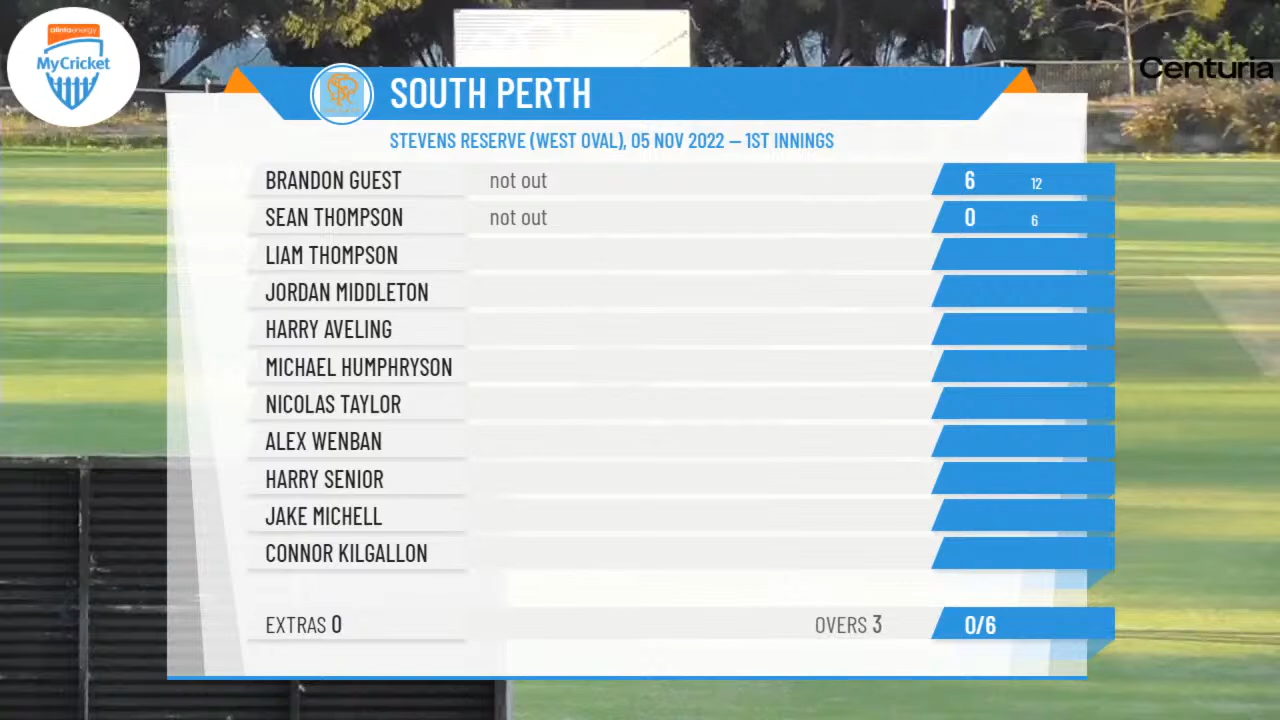 alintaenergy
MyCricket
Centuria
SOUTH PERTH
STEVENS RESERVE (WEST OVAL), 05 NOV 2022 – 1ST INNINGS
BRANDON GUEST not out 6 12
SEAN THOMPSON not out 0 6
LIAM THOMPSON
JORDAN MIDDLETON
HARRY AVELING
MICHAEL HUMPHRYSON
NICOLAS TAYLOR
ALEX WENBAN
HARRY SENIOR
JAKE MICHELL
CONNOR KILGALLON
EXTRAS 0 OVERS 3 0/6